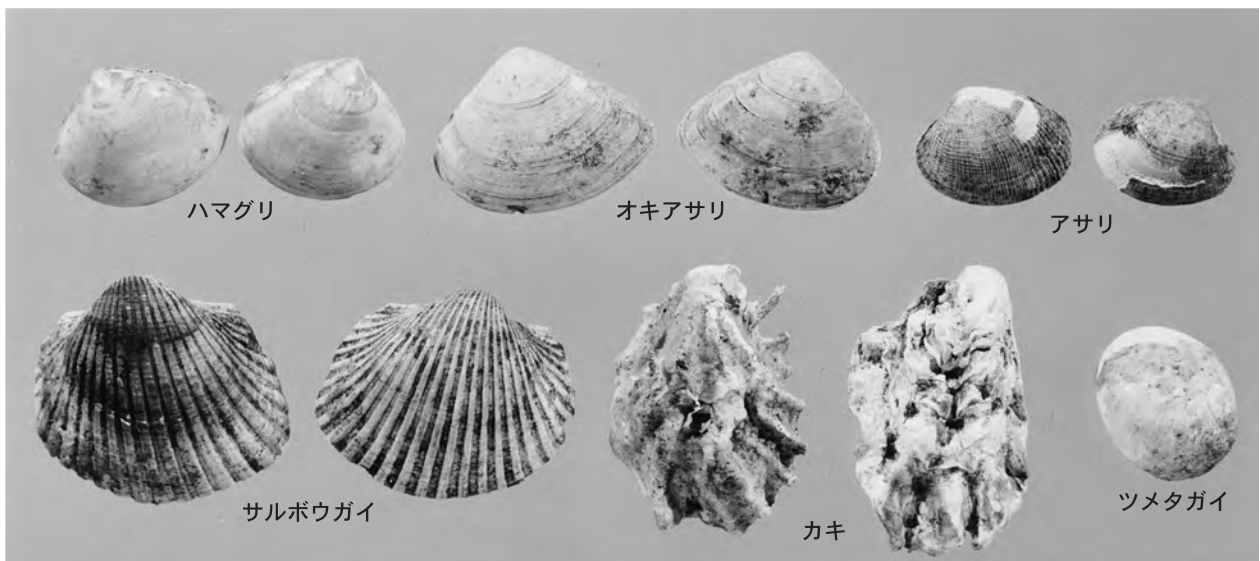 ハマグリ
オキアサリ
アサリ
サルボウガイ
カキ
ツメタガイ